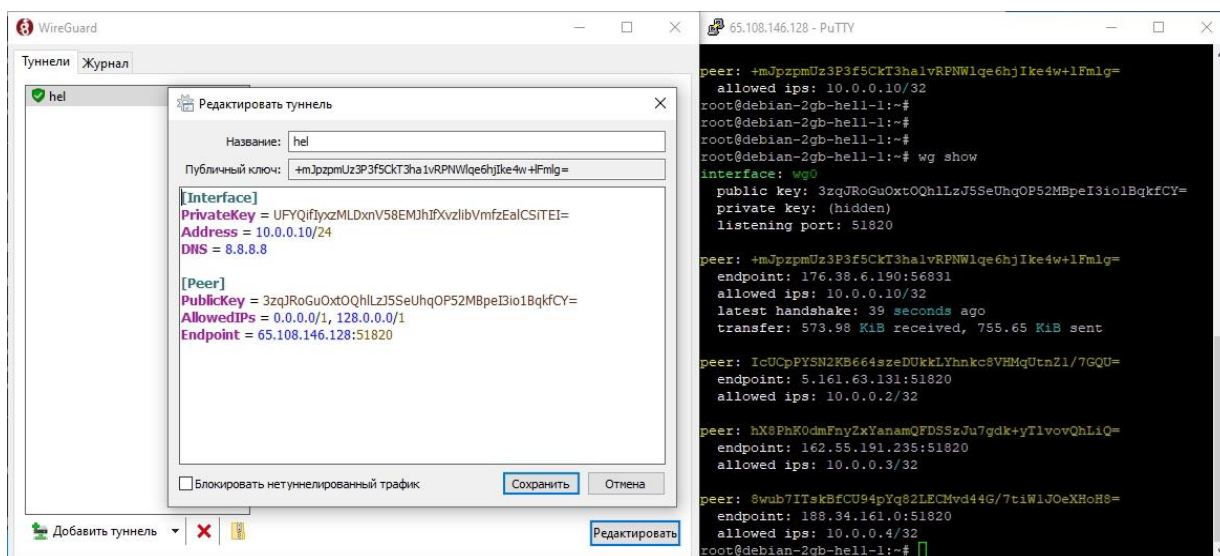 WireGuard
Туннели Журнал
hel
Редактировать туннель
Название: hel
Публичный ключ: +mJpzpmUz3P3f5CkT3ha1vRPNWlqe6hjIke4w+lFmlg=
[Interface]
PrivateKey = UFYQifIyxzMLDxnV58EMJhIfXvzlibVmfzEalCSiTEI=
Address = 10.0.0.10/24
DNS = 8.8.8.8
[Peer]
PublicKey = 3zqJRoGuOxtOQhlLzJ5SeUhqOP52MBpeI3io1BqkfCY=
AllowedIPs = 0.0.0.0/1, 128.0.0.0/1
Endpoint = 65.108.146.128:51820
Блокировать нетуннелированный трафик
Сохранить
Отмена
Добавить туннель
Редактировать
65.108.146.128 - PuTTY
peer: +mJpzpmUz3P3f5CkT3ha1vRPNWlqe6hjIke4w+lFmlg=
allowed ips: 10.0.0.10/32
root@debian-2gb-hel1-1:~#
root@debian-2gb-hel1-1:~#
root@debian-2gb-hel1-1:~#
root@debian-2gb-hel1-1:~# wg show
interface: wg0
public key: 3zqJRoGuOxtOQhlLzJ5SeUhqOP52MBpeI3io1BqkfCY=
private key: (hidden)
listening port: 51820
peer: +mJpzpmUz3P3f5CkT3ha1vRPNWlqe6hjIke4w+lFmlg=
endpoint: 176.38.6.190:56831
allowed ips: 10.0.0.10/32
latest handshake: 39 seconds ago
transfer: 573.98 KiB received, 755.65 KiB sent
peer: IcUCpPYSN2KB664szeDUkkLYhnkc8VHMqUtnZl/7GQU=
endpoint: 5.161.63.131:51820
allowed ips: 10.0.0.2/32
peer: hX8PhK0dmFnyZxYanamQFDSSzJu7gdk+yTlvovQhLiQ=
endpoint: 162.55.191.235:51820
allowed ips: 10.0.0.3/32
peer: 8wub7ITskBfCU94pYq82LECMvd44G/7tiWlJOeXHoH8=
endpoint: 188.34.161.0:51820
allowed ips: 10.0.0.4/32
root@debian-2gb-hel1-1:~#